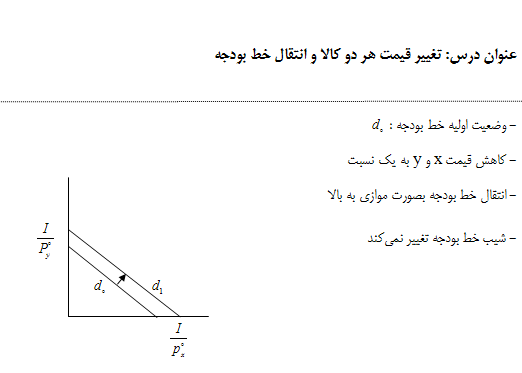 عنوان درس: تغییر قیمت هر دو کالا و انتقال خط بودجه
- وضعیت اولیه خط بودجه : d₀
- کاهش قیمت x و y به یک نسبت
- انتقال خط بودجه بصورت موازی به بالا
- شیب خط بودجه تغییر نمی‌کند
I
P°y
d₀ d₁
I
p°x